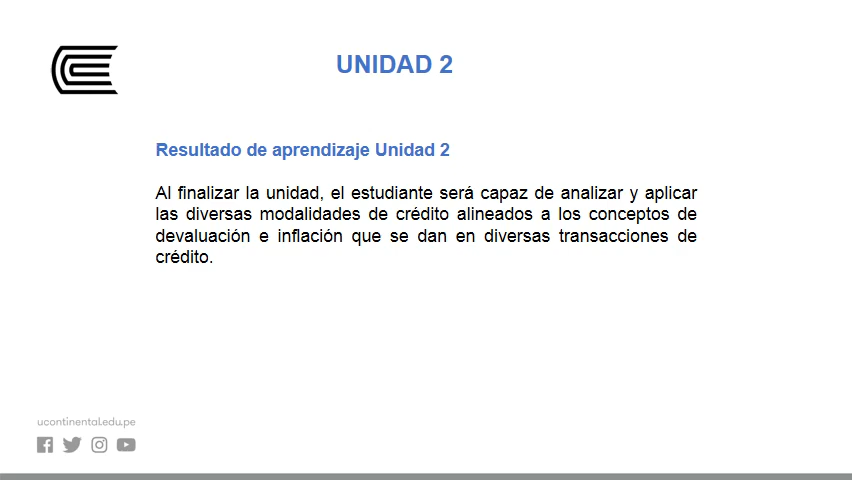 UNIDAD 2
Resultado de aprendizaje Unidad 2
Al finalizar la unidad, el estudiante será capaz de analizar y aplicar
las diversas modalidades de crédito alineados a los conceptos de
devaluación e inflación que se dan en diversas transacciones de
crédito.
ucontinental.edu.pe